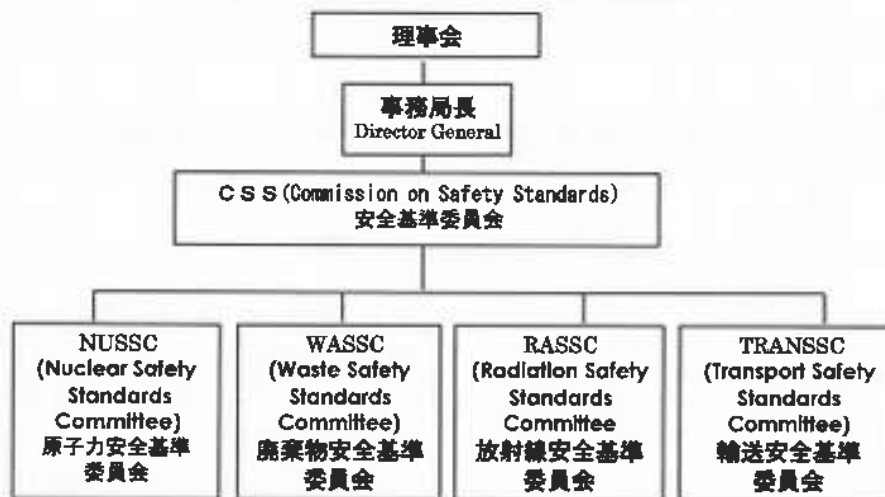 理事会
事務局長
Director General
ＣＳＳ(Commission on Safety Standards)
安全基準委員会
NUSSC
(Nuclear Safety
Standards
Committee)
原子力安全基準
委員会
WASSC
(Waste Safety
Standards
Committee)
廃棄物安全基準
委員会
RASSC
(Radiation Safety
Standards
Committee
放射線安全基準
委員会
TRANSSC
(Transport Safety
Standards
Committee)
輸送安全基準
委員会